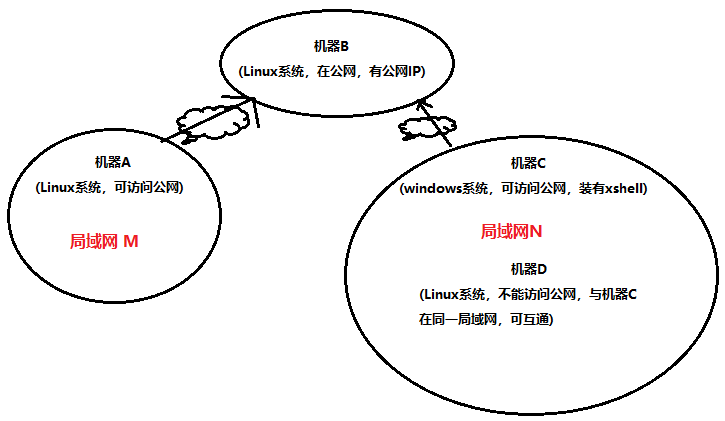 机器B
(Linux系统，在公网，有公网IP)
机器A
(Linux系统，可访问公网)
局域网 M
机器C
(windows系统，可访问公网，装有xshell)
局域网N
机器D
(Linux系统，不能访问公网，与机器C
在同一局域网，可互通)